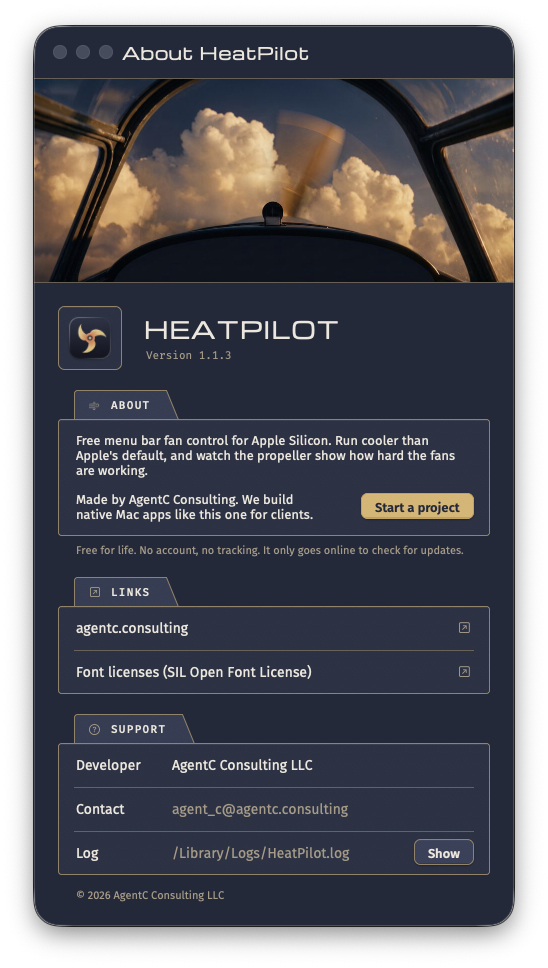 About HeatPilot
HEATPILOT
Version 1.1.3
ABOUT
Free menu bar fan control for Apple Silicon. Run cooler than
Apple's default, and watch the propeller show how hard the fans
are working.
Made by AgentC Consulting. We build
native Mac apps like this one for clients.
Start a project
Free for life. No account, no tracking. It only goes online to check for updates.
LINKS
agentc.consulting
Font licenses (SIL Open Font License)
SUPPORT
Developer AgentC Consulting LLC
Contact agent_c@agentc.consulting
Log /Library/Logs/HeatPilot.log Show
© 2026 AgentC Consulting LLC